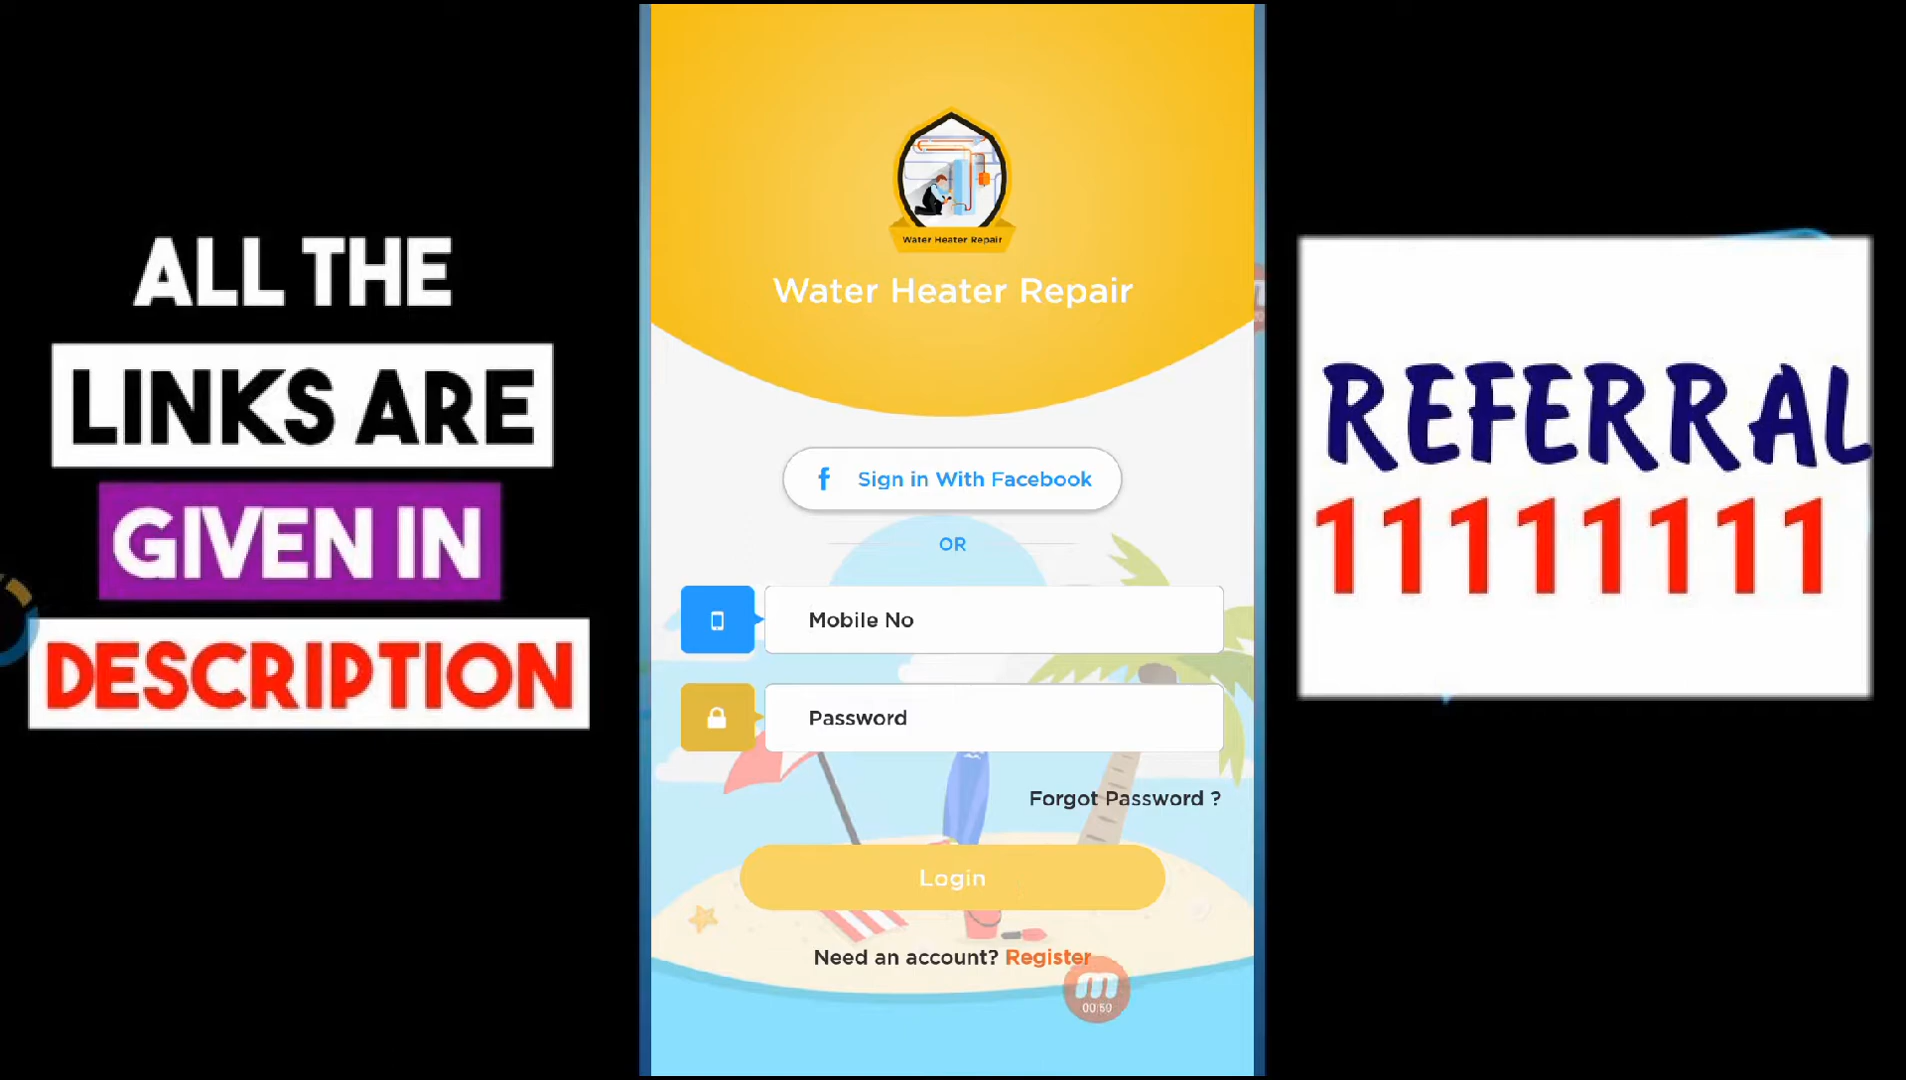 ALL THE
LINKS ARE
GIVEN IN
DESCRIPTION
Water Heater Repair
Water Heater Repair
Sign in With Facebook
OR
Mobile No
Password
Forgot Password ?
Login
Need an account? Register
00:50
REFERRAL
11111111